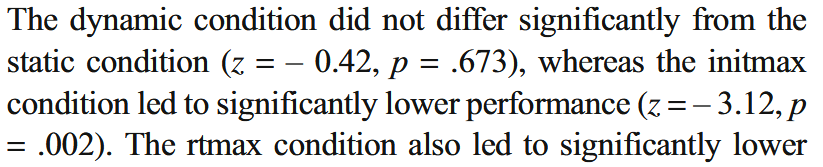 The dynamic condition did not differ significantly from the
static condition (z = – 0.42, p = .673), whereas the initmax
condition led to significantly lower performance (z = – 3.12, p
= .002). The rtmax condition also led to significantly lower